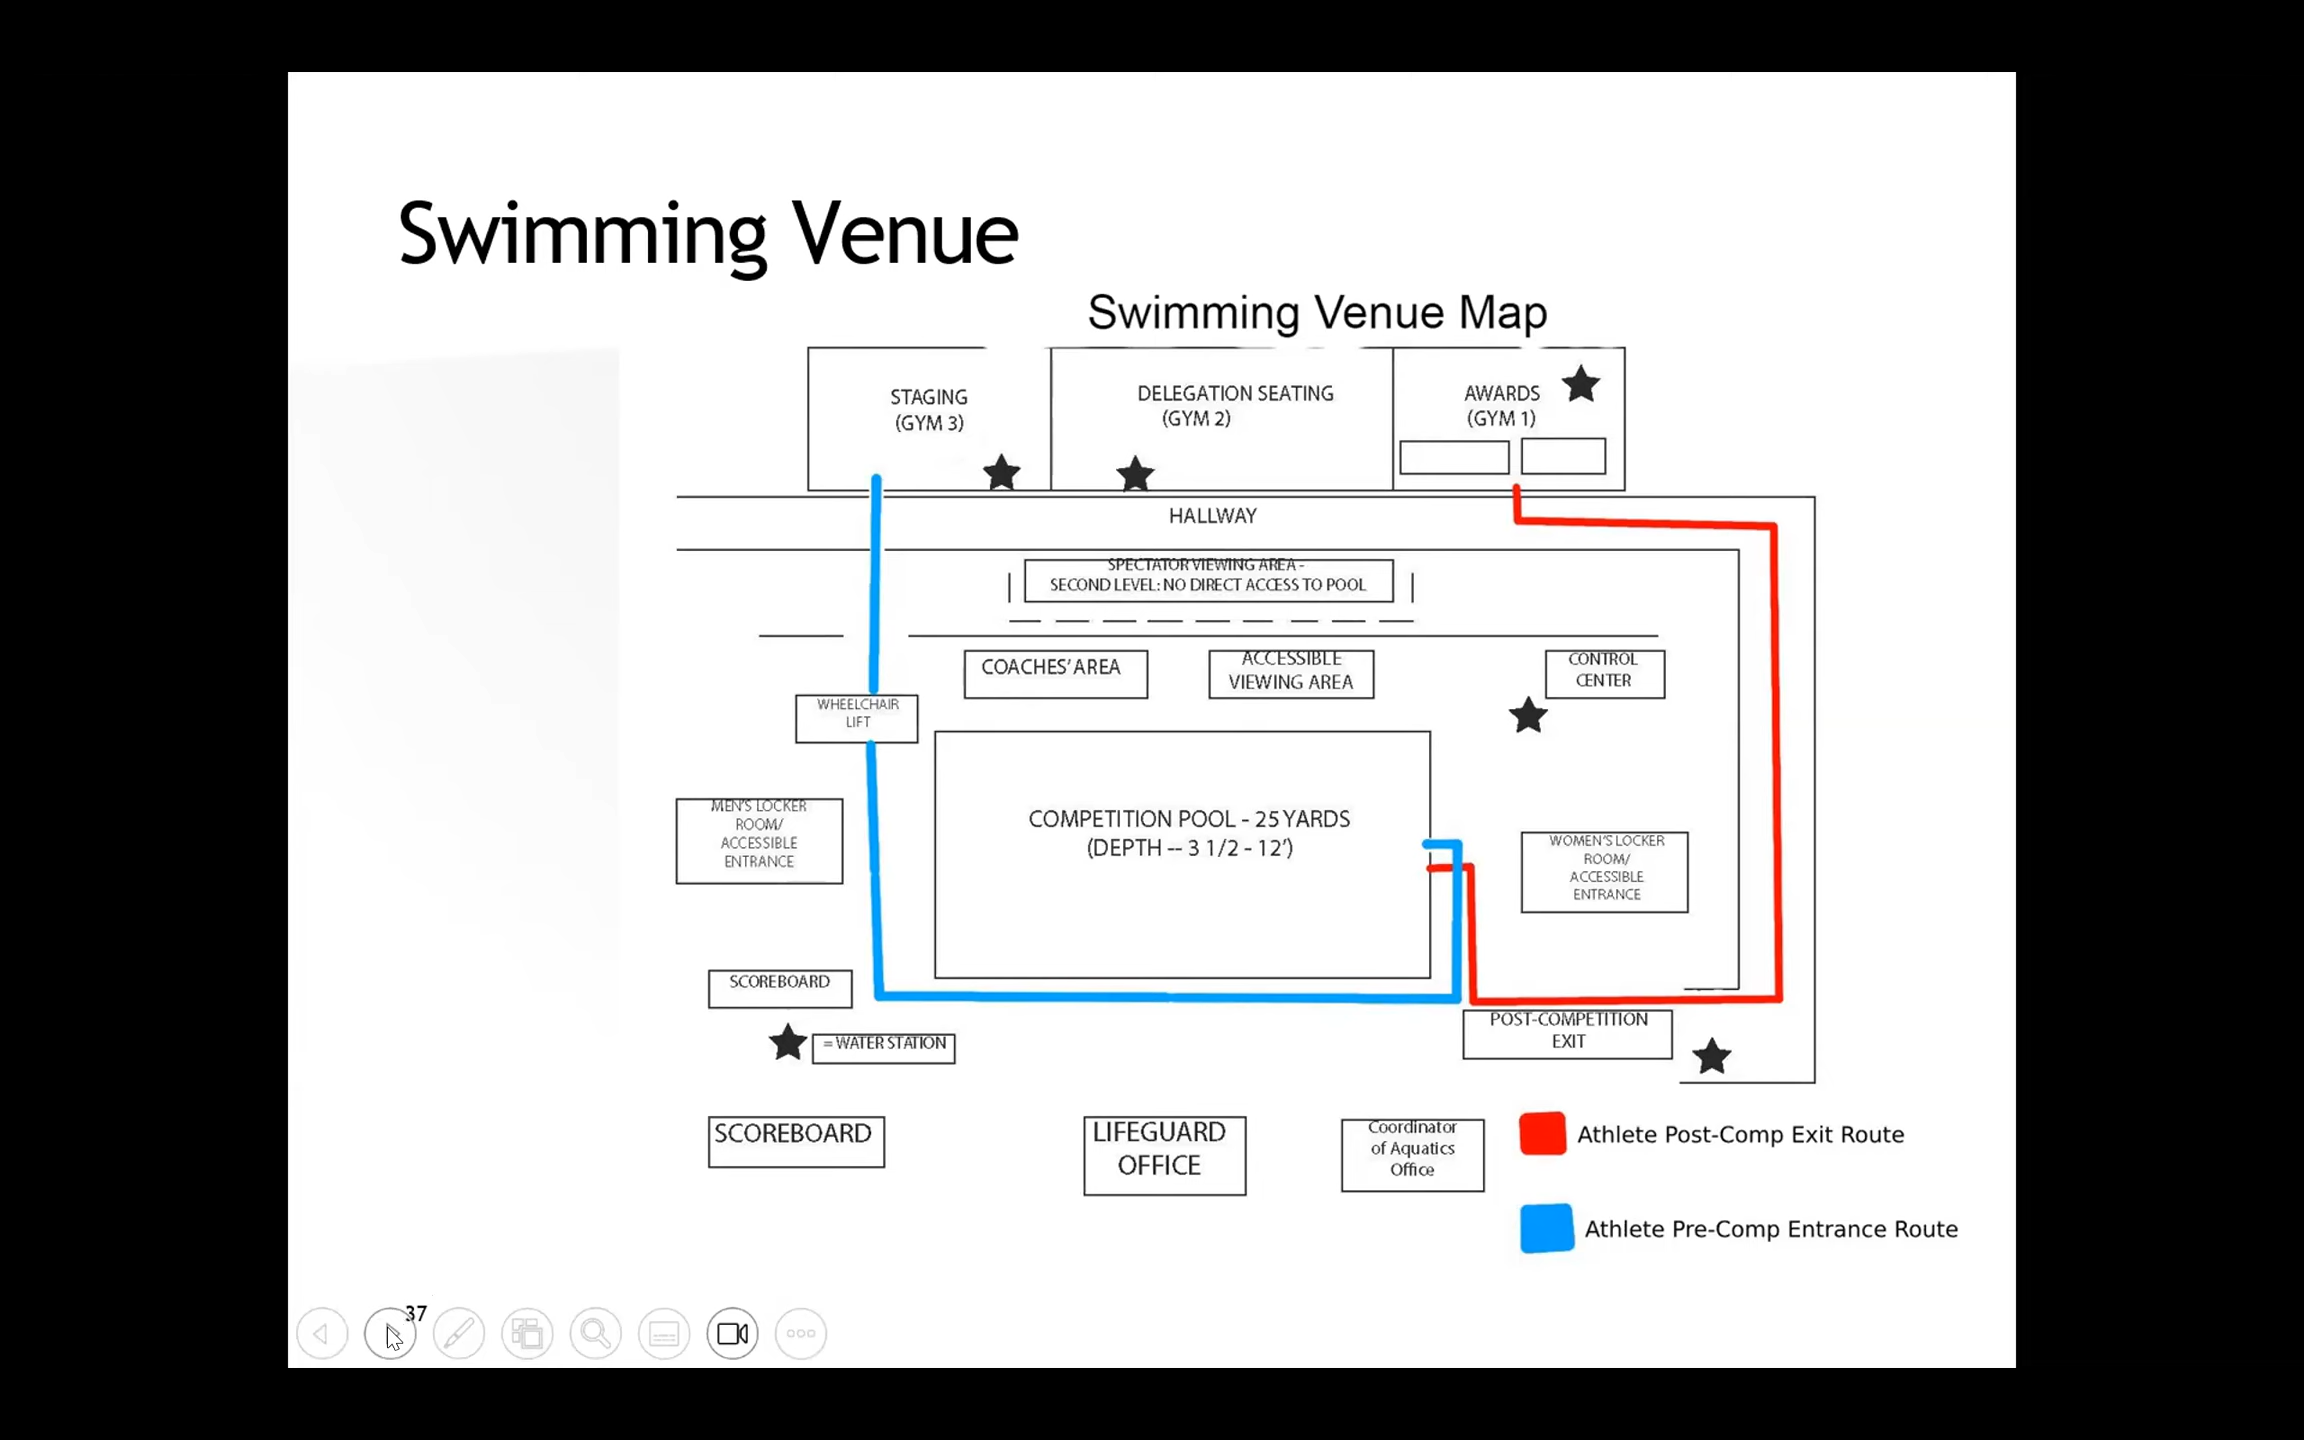 Swimming Venue
Swimming Venue Map
STAGING
(GYM 3)
DELEGATION SEATING
(GYM 2)
AWARDS
(GYM 1)
HALLWAY
SPECTATOR VIEWING AREA -
SECOND LEVEL: NO DIRECT ACCESS TO POOL
COACHES' AREA
ACCESSIBLE
VIEWING AREA
CONTROL
CENTER
WHEELCHAIR
LIFT
MEN'S LOCKER
ROOM/
ACCESSIBLE
ENTRANCE
COMPETITION POOL - 25 YARDS
(DEPTH -- 3 1/2 - 12')
WOMEN'S LOCKER
ROOM/
ACCESSIBLE
ENTRANCE
SCOREBOARD
= WATER STATION
POST-COMPETITION
EXIT
SCOREBOARD
LIFEGUARD
OFFICE
Coordinator
of Aquatics
Office
Athlete Post-Comp Exit Route
Athlete Pre-Comp Entrance Route
37